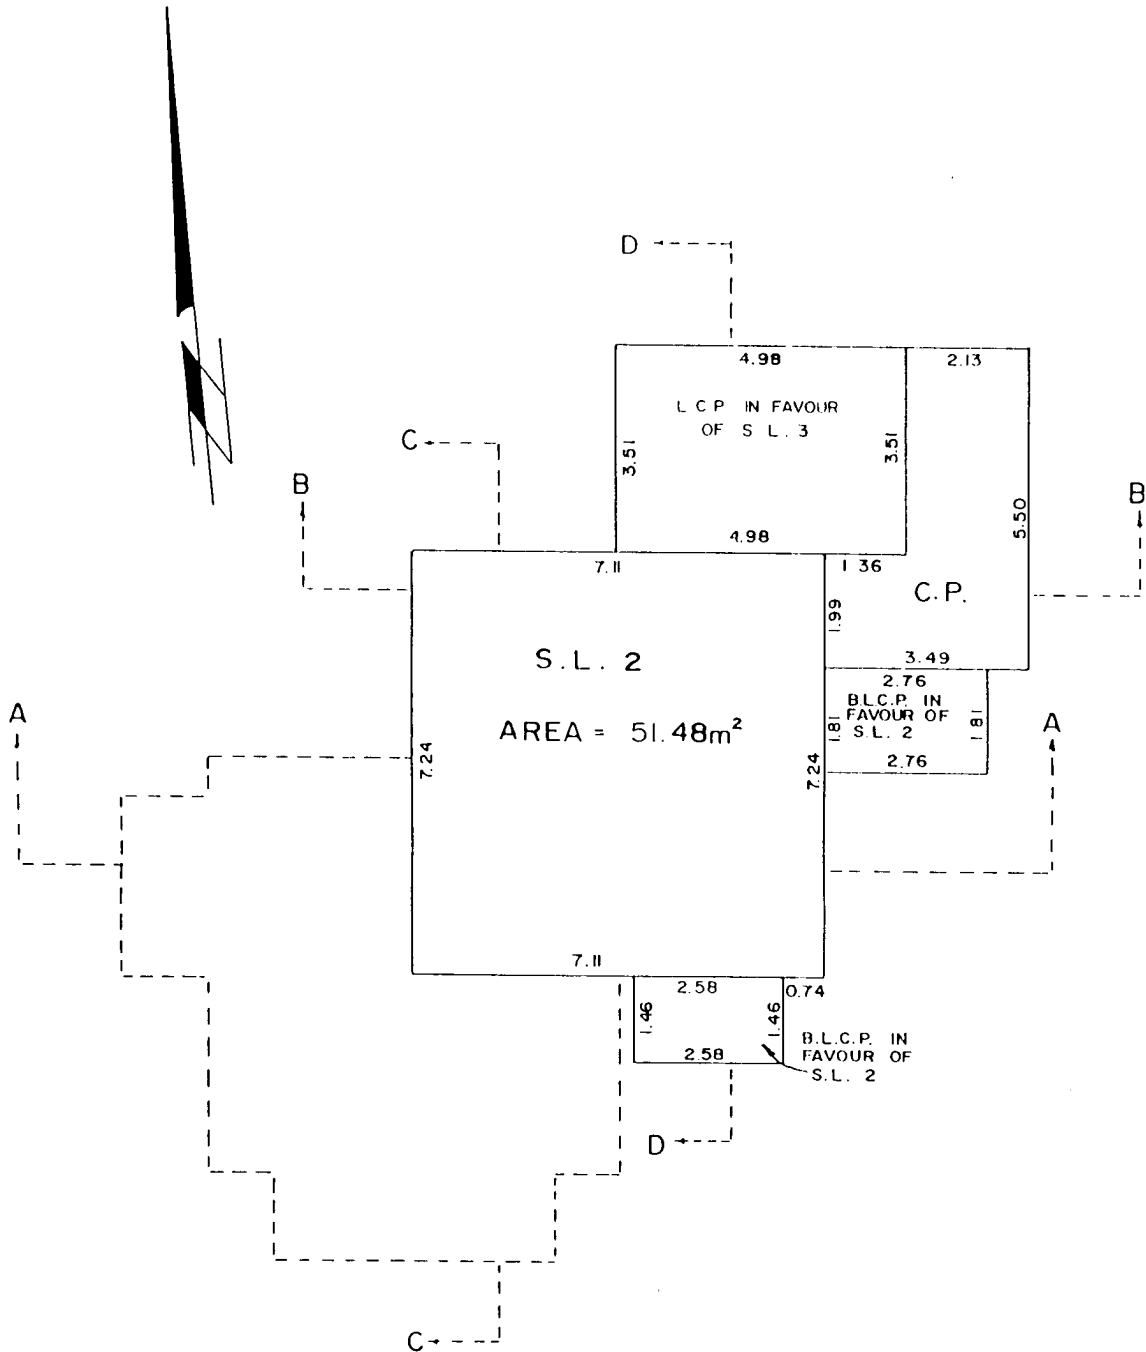 D
4.98
2.13
L C P IN FAVOUR
OF S L. 3
C
3.51
3.51
B
B
5.50
4.98
7.11
1 36
C.P.
1.99
S.L. 2
3.49
2.76
B.L.C.P. IN
FAVOUR OF
S.L. 2
A
A
AREA = 51.48m²
1.81
1.81
7.24
7.24
2.76
7.11
2.58
0.74
1.46
1.46
2.58
B.L.C.P. IN
FAVOUR OF
S.L. 2
D
C